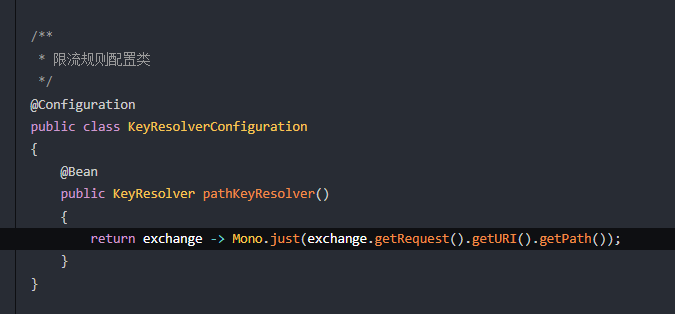 /**
 * 限流规则配置类
 */
@Configuration
public class KeyResolverConfiguration
{
    @Bean
    public KeyResolver pathKeyResolver()
    {
        return exchange -> Mono.just(exchange.getRequest().getURI().getPath());
    }
}